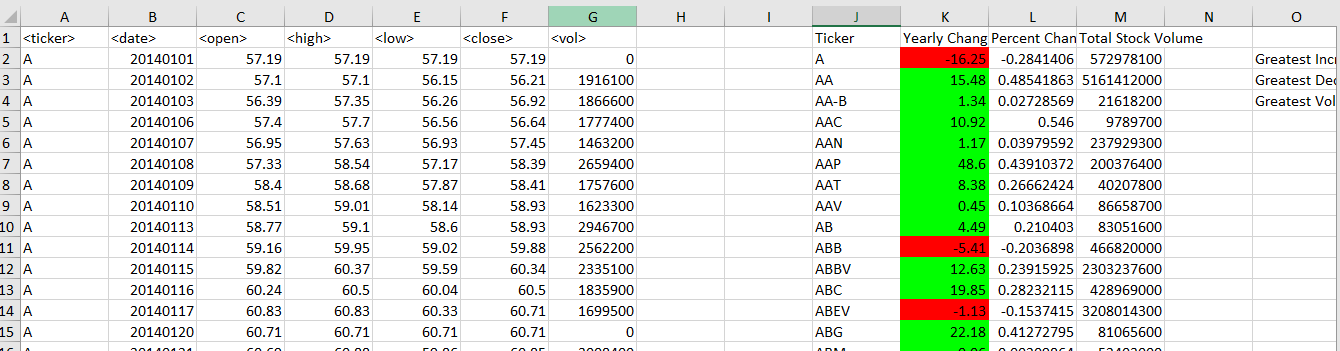 A B C D E F G H I J K L M N O
1 <ticker> <date> <open> <high> <low> <close> <vol> Ticker Yearly Chang Percent Chan Total Stock Volume
2 A 20140101 57.19 57.19 57.19 57.19 0 A -16.25 -0.2841406 572978100 Greatest Incr
3 A 20140102 57.1 57.1 56.15 56.21 1916100 AA 15.48 0.48541863 5161412000 Greatest Dec
4 A 20140103 56.39 57.35 56.26 56.92 1866600 AA-B 1.34 0.02728569 21618200 Greatest Vol
5 A 20140106 57.4 57.7 56.56 56.64 1777400 AAC 10.92 0.546 9789700
6 A 20140107 56.95 57.63 56.93 57.45 1463200 AAN 1.17 0.03979592 237929300
7 A 20140108 57.33 58.54 57.17 58.39 2659400 AAP 48.6 0.43910372 200376400
8 A 20140109 58.4 58.68 57.87 58.41 1757600 AAT 8.38 0.26662424 40207800
9 A 20140110 58.51 59.01 58.14 58.93 1623300 AAV 0.45 0.10368664 86658700
10 A 20140113 58.77 59.1 58.6 58.93 2946700 AB 4.49 0.210403 83051600
11 A 20140114 59.16 59.95 59.02 59.88 2562200 ABB -5.41 -0.2036898 466820000
12 A 20140115 59.82 60.37 59.59 60.34 2335100 ABBV 12.63 0.23915925 2303237600
13 A 20140116 60.24 60.5 60.04 60.5 1835900 ABC 19.85 0.28232115 428969000
14 A 20140117 60.83 60.83 60.33 60.71 1699500 ABEV -1.13 -0.1537415 3208014300
15 A 20140120 60.71 60.71 60.71 60.71 0 ABG 22.18 0.41272795 81065600